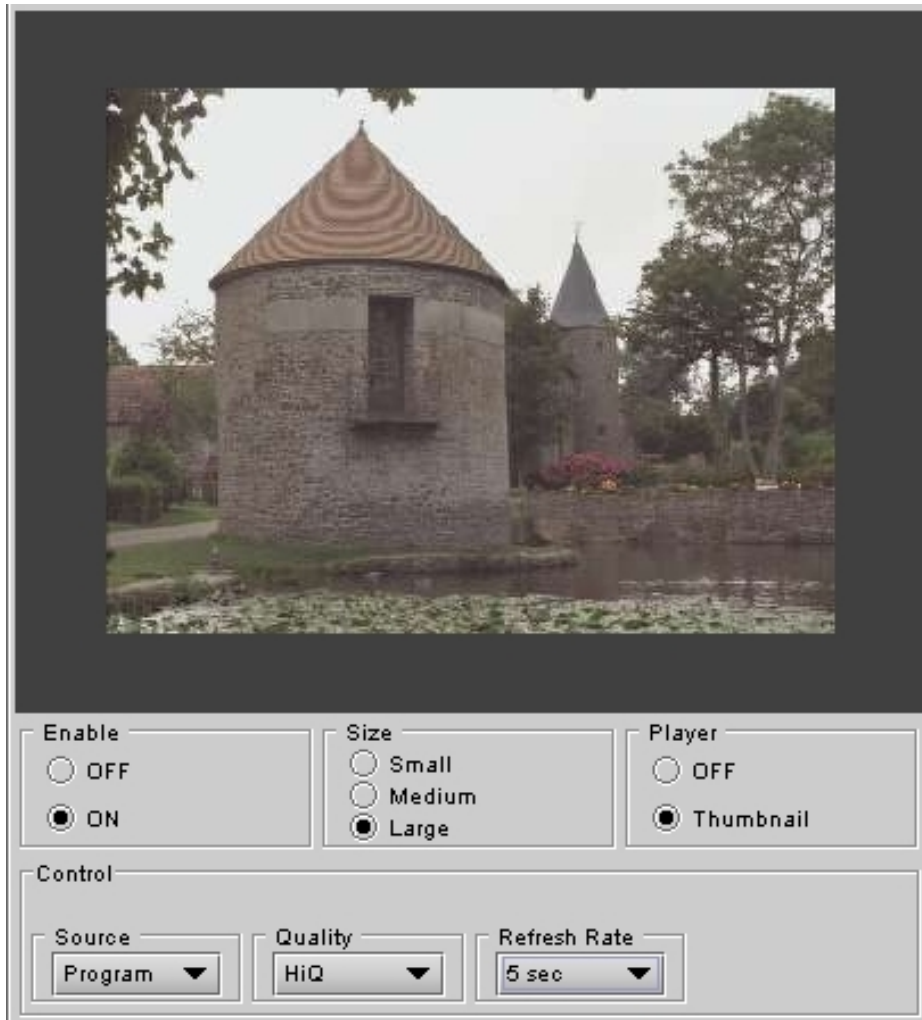 Enable
OFF
ON
Size
Small
Medium
Large
Player
OFF
Thumbnail
Control
Source
Program
Quality
HiQ
Refresh Rate
5 sec